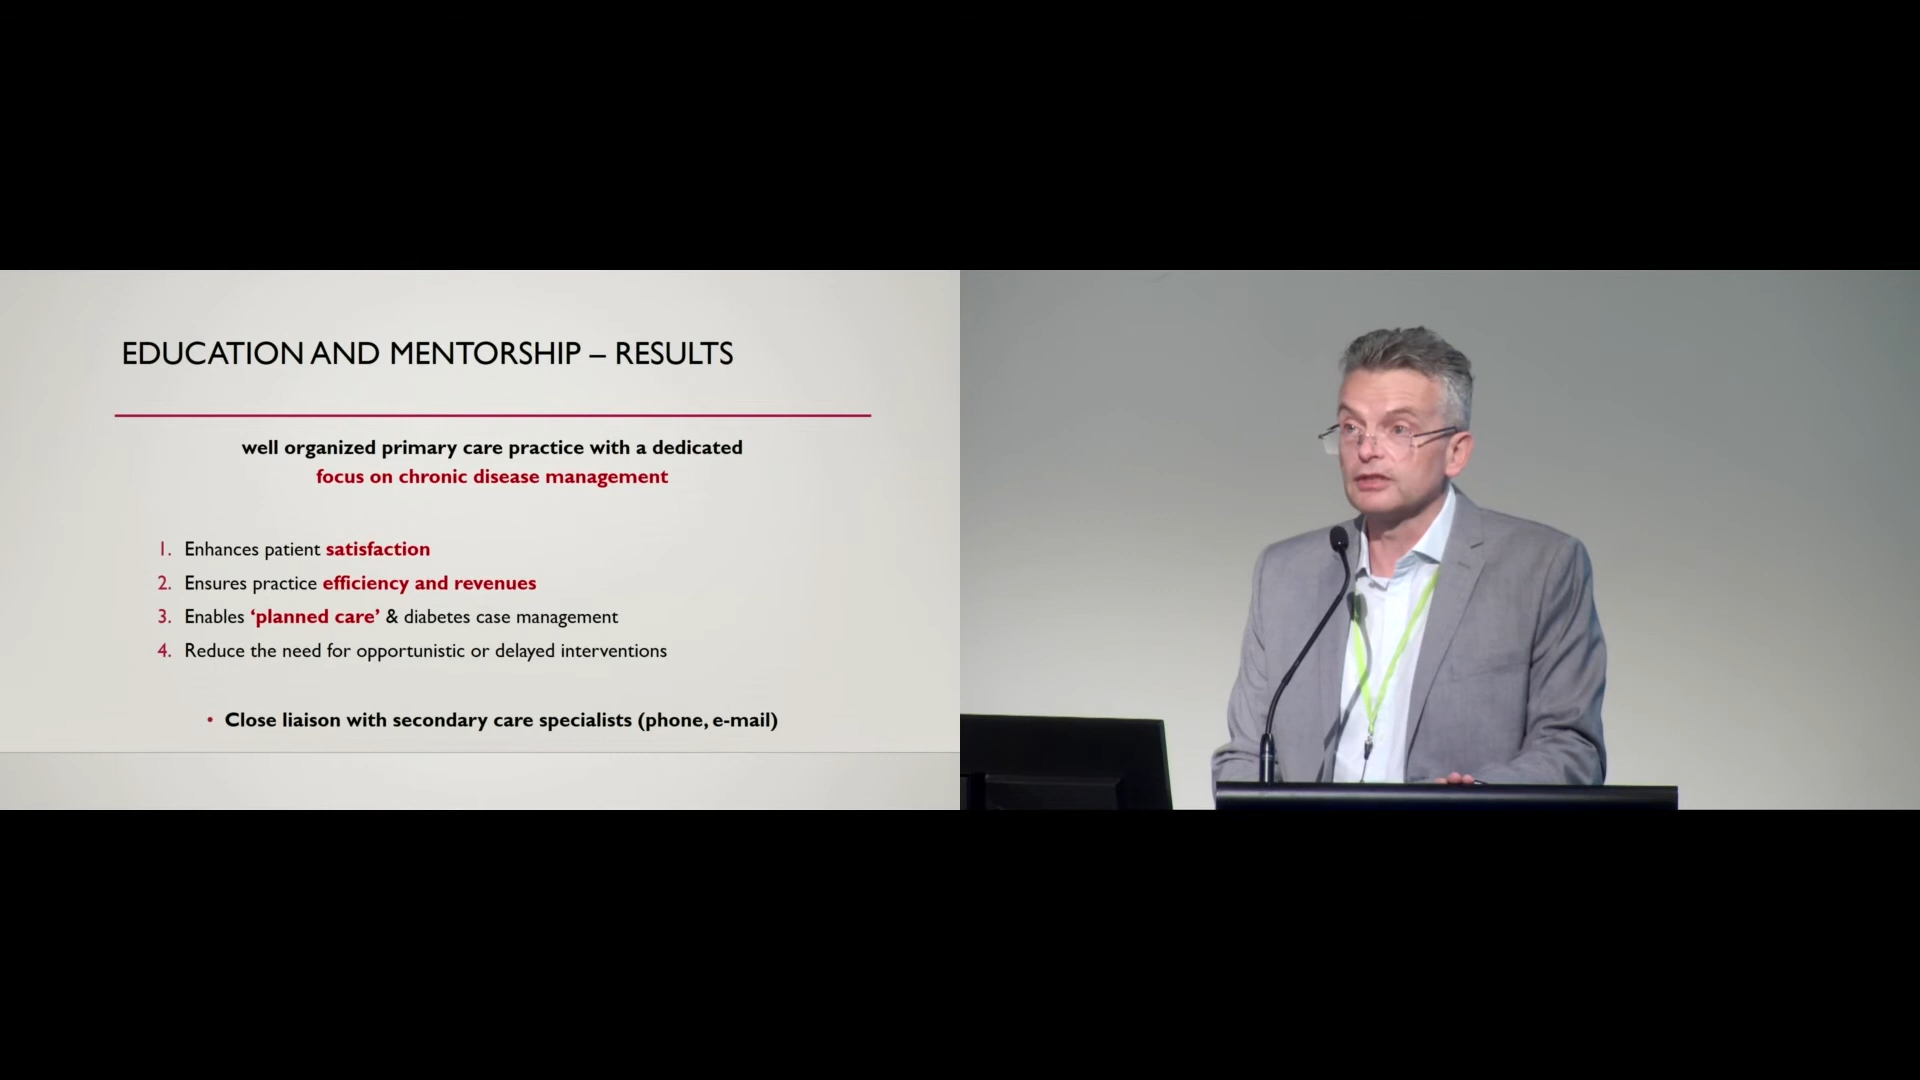 EDUCATION AND MENTORSHIP – RESULTS
well organized primary care practice with a dedicated
focus on chronic disease management
1. Enhances patient satisfaction
2. Ensures practice efficiency and revenues
3. Enables ‘planned care’ & diabetes case management
4. Reduce the need for opportunistic or delayed interventions
• Close liaison with secondary care specialists (phone, e-mail)